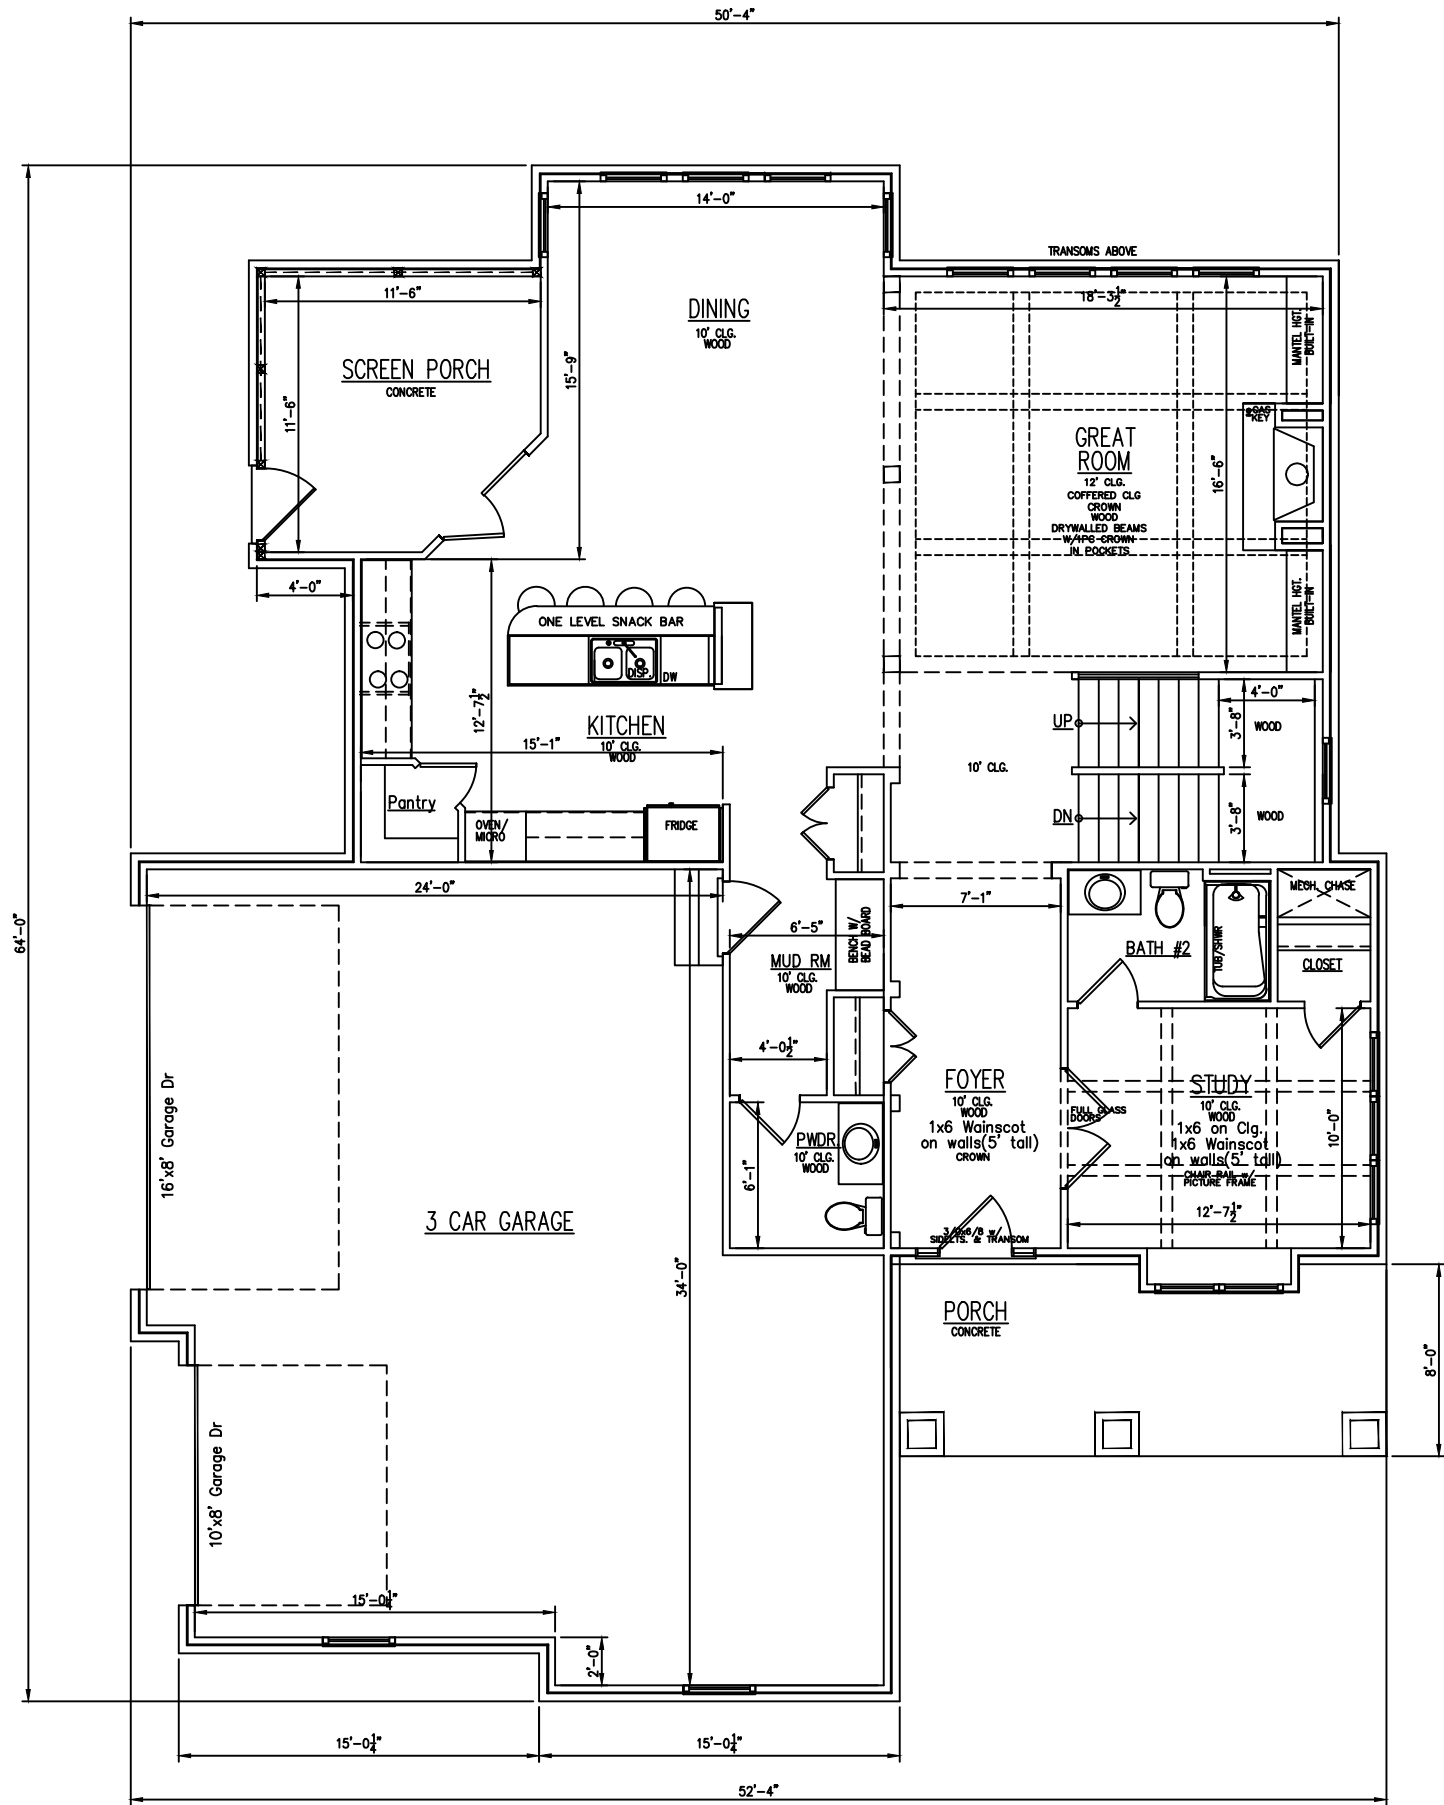 50'-4"
14'-0"
TRANSOMS ABOVE
11'-6"
18'-3½"
DINING
10' CLG.
WOOD
MANTEL HGT.
BUILT-IN
SCREEN PORCH
CONCRETE
15'-9"
11'-6"
GAS
KEY
GREAT
ROOM
12' CLG.
COFFERED CLG
CROWN
WOOD
DRYWALLED BEAMS
W/1PC CROWN
IN POCKETS
16'-6"
4'-0"
MANTEL HGT.
BUILT-IN
ONE LEVEL SNACK BAR
DISP.
DW
12'-7½"
KITCHEN
10' CLG.
WOOD
15'-1"
4'-0"
UP
3'-8"
WOOD
10' CLG.
Pantry
OVEN/
MICRO
FRIDGE
DN
3'-8"
WOOD
24'-0"
7'-1"
MECH. CHASE
64'-0"
6'-5"
BENCH W/
BEAD BOARD
BATH #2
TUB/SHWR
CLOSET
MUD RM
10' CLG.
WOOD
4'-0½"
16'x8' Garage Dr
FOYER
10' CLG.
WOOD
1x6 Wainscot
on walls(5' tall)
CROWN
FULL GLASS
DOORS
STUDY
10' CLG.
WOOD
1x6 on Clg.
1x6 Wainscot
on walls(5' tall)
CHAIR RAIL w/
PICTURE FRAME
10'-0"
PWDR.
10' CLG.
WOOD
6'-1"
12'-7½"
3 CAR GARAGE
3/0x6/8 w/
SIDELTS. & TRANSOM
34'-0"
PORCH
CONCRETE
8'-0"
10'x8' Garage Dr
15'-0¼"
2'-0"
15'-0¼"
15'-0¼"
52'-4"